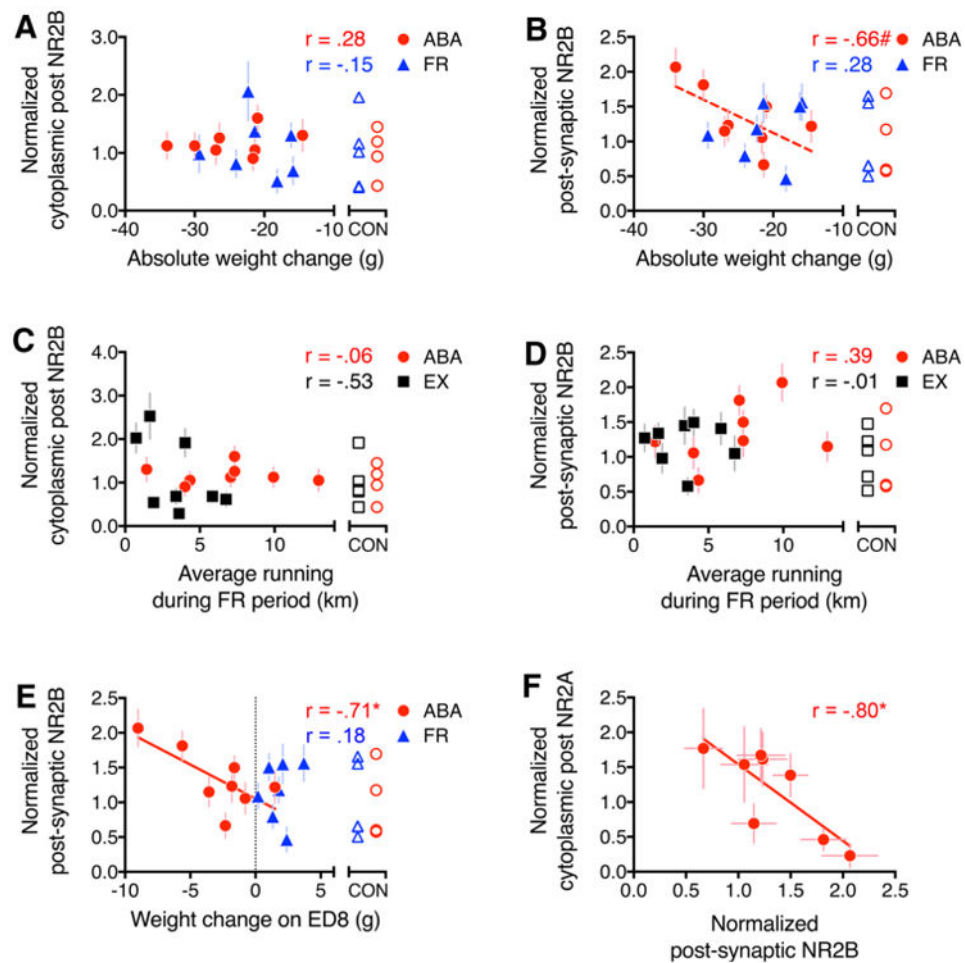 A
Normalized
cytoplasmic post NR2B
3.0
2.0
1.0
0.0
r = .28 ABA
r = -.15 FR
-40 -30 -20 -10 CON
Absolute weight change (g)
B
Normalized
post-synaptic NR2B
2.5
2.0
1.5
1.0
0.5
0.0
r = -.66# ABA
r = .28 FR
-40 -30 -20 -10 CON
Absolute weight change (g)
C
Normalized
cytoplasmic post NR2B
4.0
3.0
2.0
1.0
0.0
r = -.06 ABA
r = -.53 EX
0 5 10 CON
Average running
during FR period (km)
D
Normalized
post-synaptic NR2B
2.5
2.0
1.5
1.0
0.5
0.0
r = .39 ABA
r = -.01 EX
0 5 10 CON
Average running
during FR period (km)
E
Normalized
post-synaptic NR2B
2.5
2.0
1.5
1.0
0.5
0.0
r = -.71* ABA
r = .18 FR
-10 -5 0 5 CON
Weight change on ED8 (g)
F
Normalized
cytoplasmic post NR2A
2.5
2.0
1.5
1.0
0.5
0.0
r = -.80*
0.0 0.5 1.0 1.5 2.0 2.5
Normalized
post-synaptic NR2B